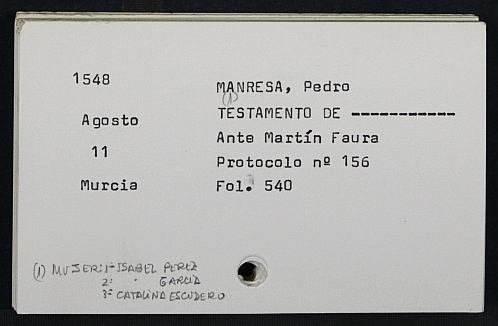 1548
MANRESA, Pedro
(1)
Agosto
TESTAMENTO DE -----------
11
Ante Martín Faura
Protocolo nº 156
Murcia
Fol. 540
(1) MUJER: 1ª ISABEL PEREZ
2ª " GARCIA
3ª CATALINA ESCUDERO